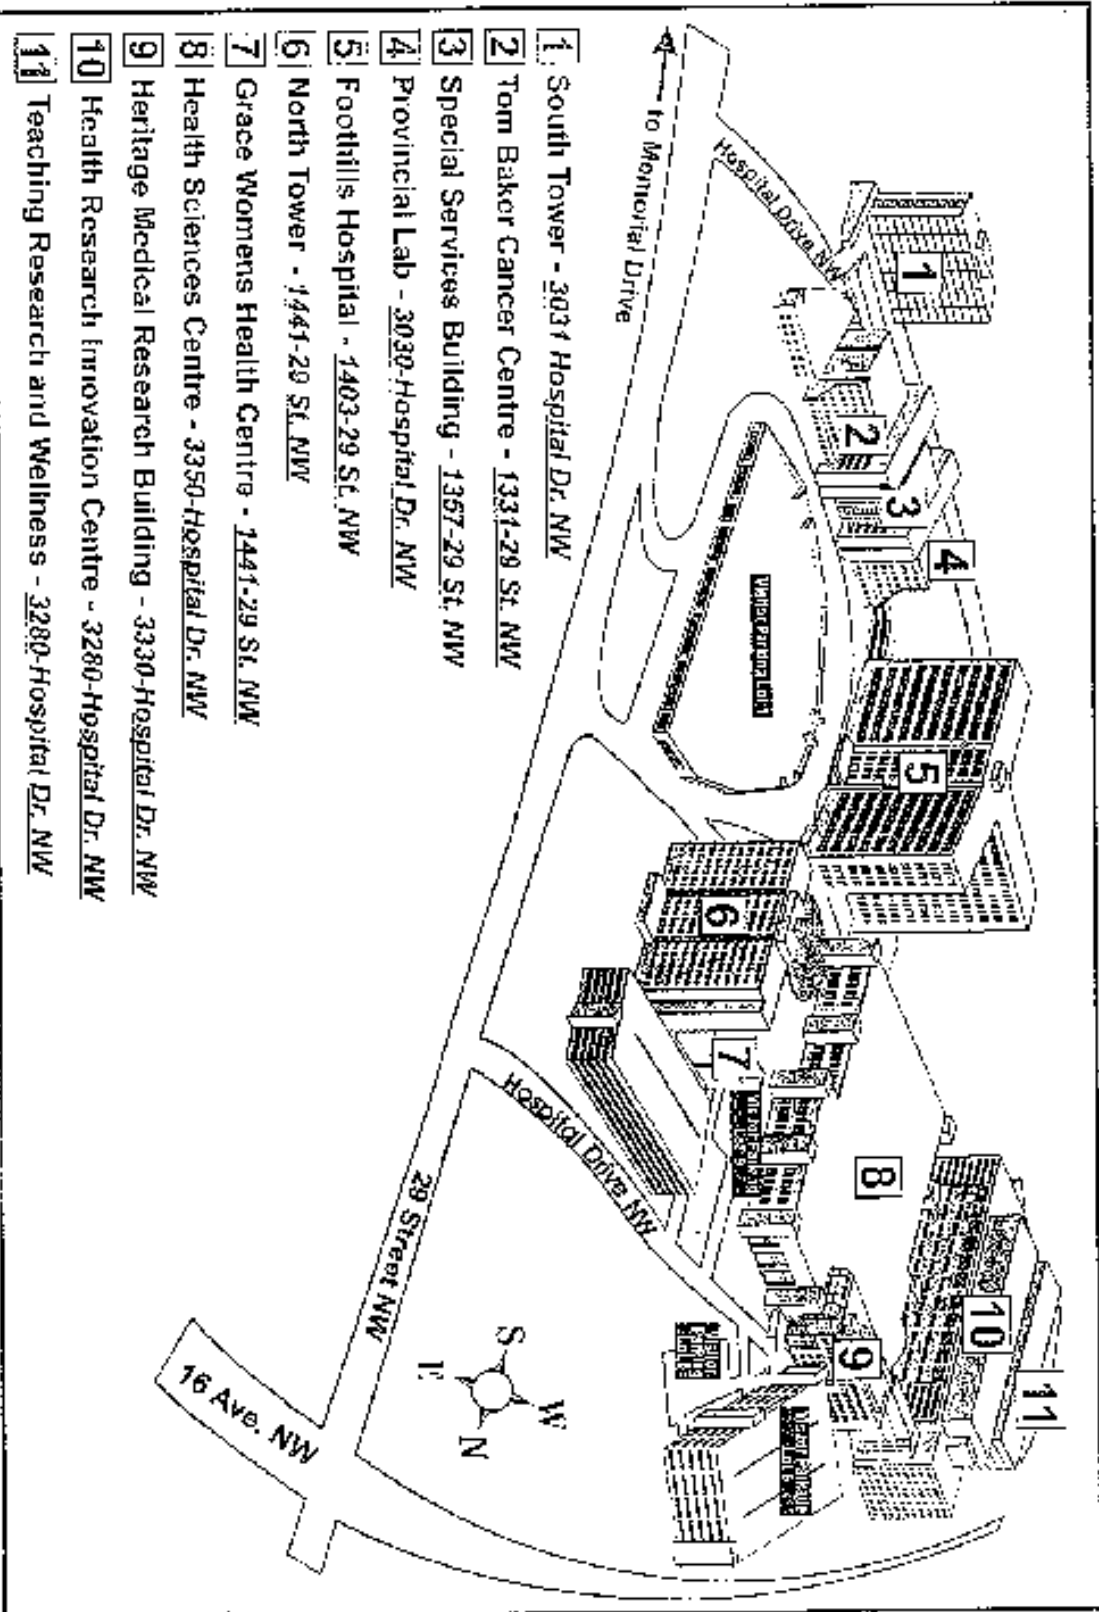 1
2
3
4
5
6
7
8
9
10
11
Hospital Drive NW
to Memorial Drive
Visitor Parking Lot 1
Hospital Drive NW
29 Street NW
16 Ave. NW
S
W
E
N
1 South Tower - 3031 Hospital Dr. NW
2 Tom Baker Cancer Centre - 1331-29 St. NW
3 Special Services Building - 1357-29 St. NW
4 Provincial Lab - 3030-Hospital Dr. NW
5 Foothills Hospital - 1403-29 St. NW
6 North Tower - 1441-29 St. NW
7 Grace Womens Health Centre - 1441-29 St. NW
8 Health Sciences Centre - 3350-Hospital Dr. NW
9 Heritage Medical Research Building - 3330-Hospital Dr. NW
10 Health Research Innovation Centre - 3280-Hospital Dr. NW
11 Teaching Research and Wellness - 3280-Hospital Dr. NW